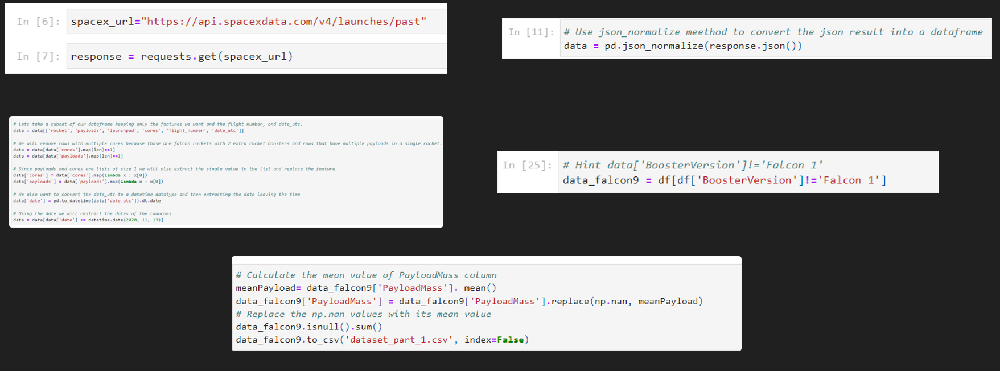 In [6]: spacex_url="https://api.spacexdata.com/v4/launches/past"
In [7]: response = requests.get(spacex_url)
In [11]: # Use json_normalize meethod to convert the json result into a dataframe
data = pd.json_normalize(response.json())
# Lets take a subset of our dataframe keeping only the features we want and the flight number, and date_utc.
data = data[['rocket', 'payloads', 'launchpad', 'cores', 'flight_number', 'date_utc']]
# We will remove rows with multiple cores because those are falcon rockets with 2 extra rocket boosters and rows that have multiple payloads in a single rocket.
data = data[data['cores'].map(len)==1]
data = data[data['payloads'].map(len)==1]
# Since payloads and cores are lists of size 1 we will also extract the single value in the list and replace the feature.
data['cores'] = data['cores'].map(lambda x : x[0])
data['payloads'] = data['payloads'].map(lambda x : x[0])
# We also want to convert the date_utc to a datetime datatype and then extracting the date leaving the time
data['date'] = pd.to_datetime(data['date_utc']).dt.date
# Using the date we will restrict the dates of the launches
data = data[data['date'] <= datetime.date(2020, 11, 13)]
In [25]: # Hint data['BoosterVersion']!='Falcon 1'
data_falcon9 = df[df['BoosterVersion']!='Falcon 1']
# Calculate the mean value of PayloadMass column
meanPayload= data_falcon9['PayloadMass']. mean()
data_falcon9['PayloadMass'] = data_falcon9['PayloadMass'].replace(np.nan, meanPayload)
# Replace the np.nan values with its mean value
data_falcon9.isnull().sum()
data_falcon9.to_csv('dataset_part_1.csv', index=False)